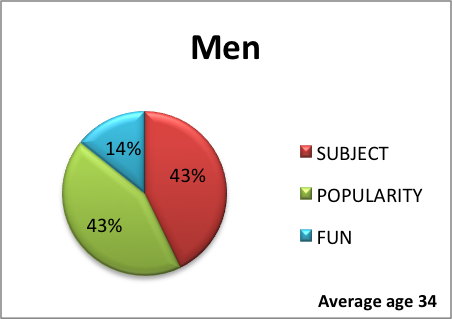 Men
14%
43%
43%
SUBJECT
POPULARITY
FUN
Average age 34